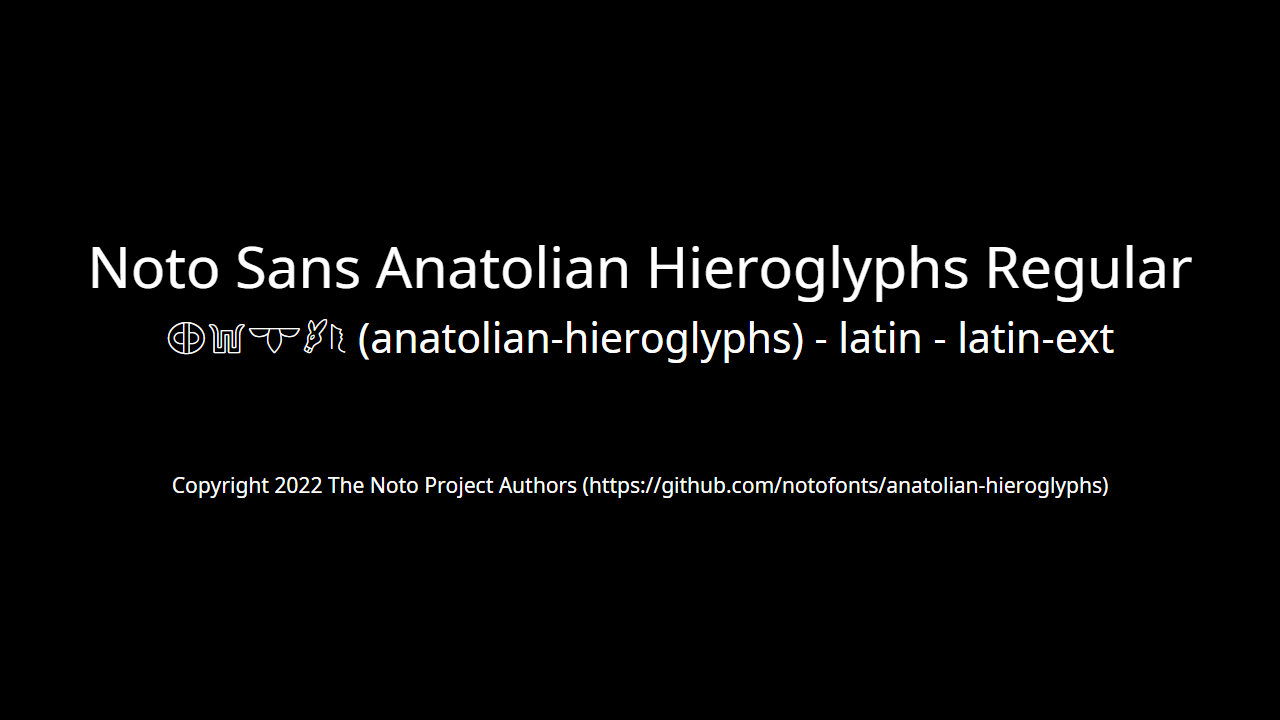 Noto Sans Anatolian Hieroglyphs Regular
(anatolian-hieroglyphs) - latin - latin-ext
Copyright 2022 The Noto Project Authors (https://github.com/notofonts/anatolian-hieroglyphs)